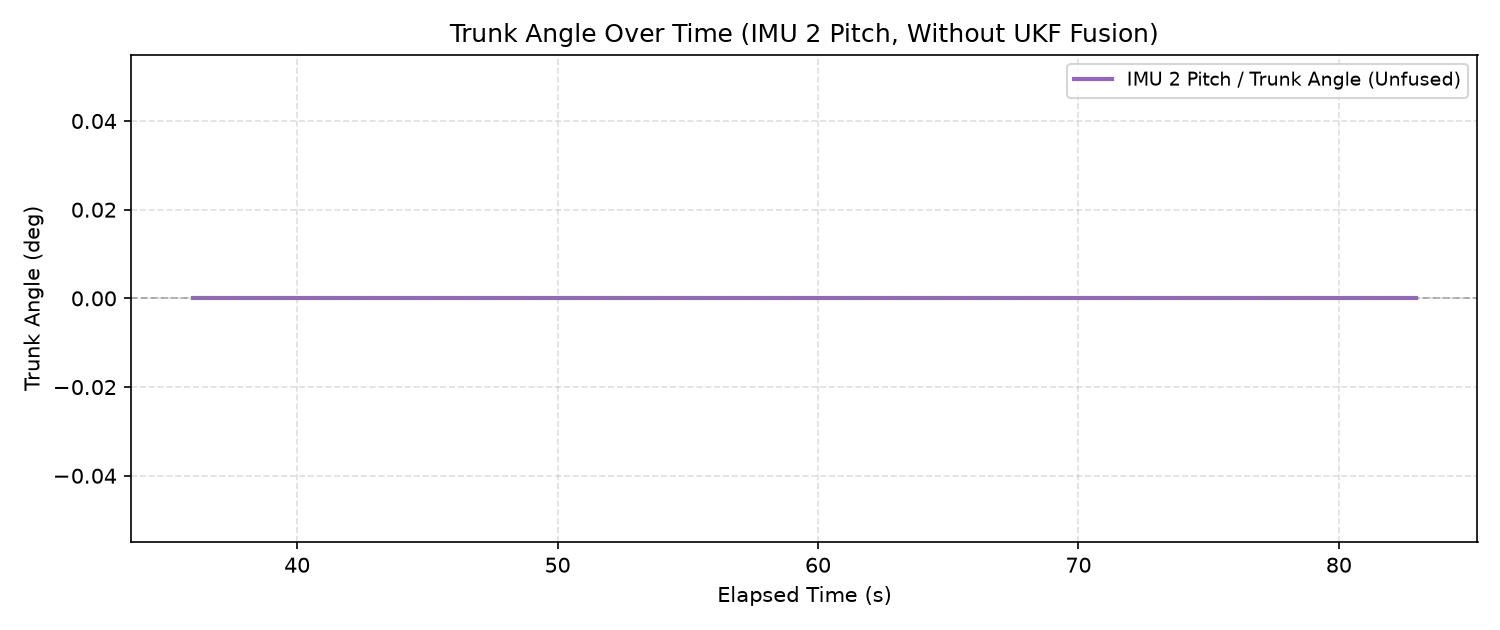 Trunk Angle Over Time (IMU 2 Pitch, Without UKF Fusion)
IMU 2 Pitch / Trunk Angle (Unfused)
Trunk Angle (deg)
0.04
0.02
0.00
−0.02
−0.04
40
50
60
70
80
Elapsed Time (s)